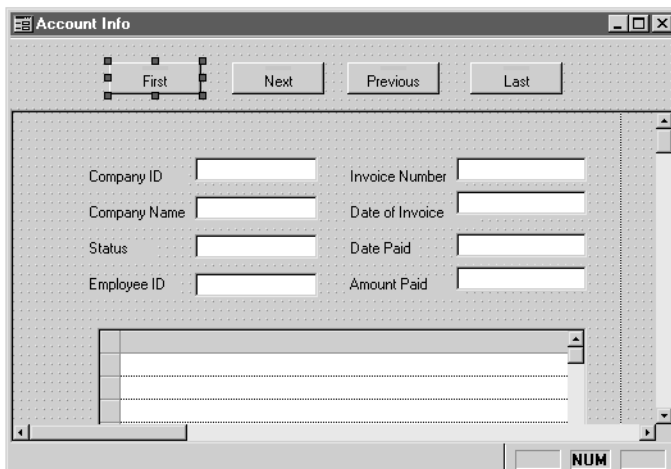 Account Info
First Next Previous Last
Company ID Invoice Number
Company Name Date of Invoice
Status Date Paid
Employee ID Amount Paid
NUM